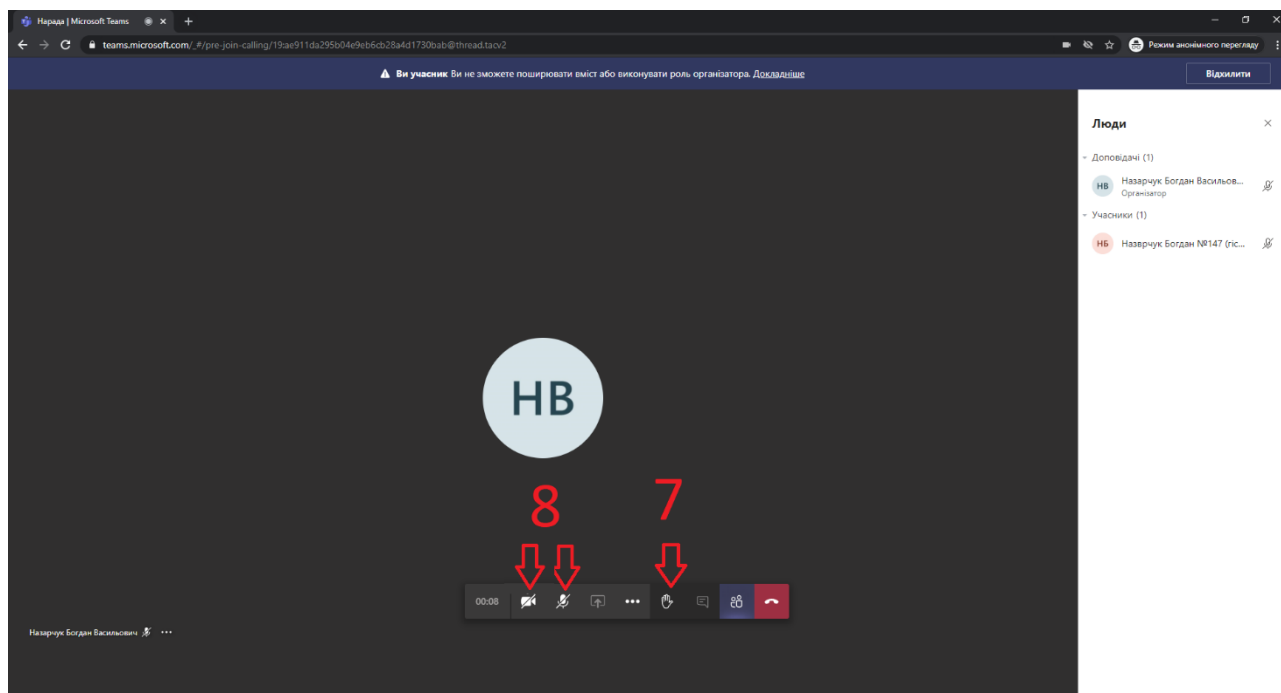 Нарада | Microsoft Teams
teams.microsoft.com/_#/pre-join-calling/19:ae911da295b04e9eb6cb28a4d1730bab@thread.tacv2
Режим анонімного перегляду
Ви учасник Ви не зможете поширювати вміст або виконувати роль організатора. Докладніше
Відхилити
Люди
Доповідачі (1)
НВ
Назарчук Богдан Васильов...
Організатор
Учасники (1)
НБ
Назврчук Богдан №147 (гіс...
НВ
8
7
00:08
Назарчук Богдан Васильович